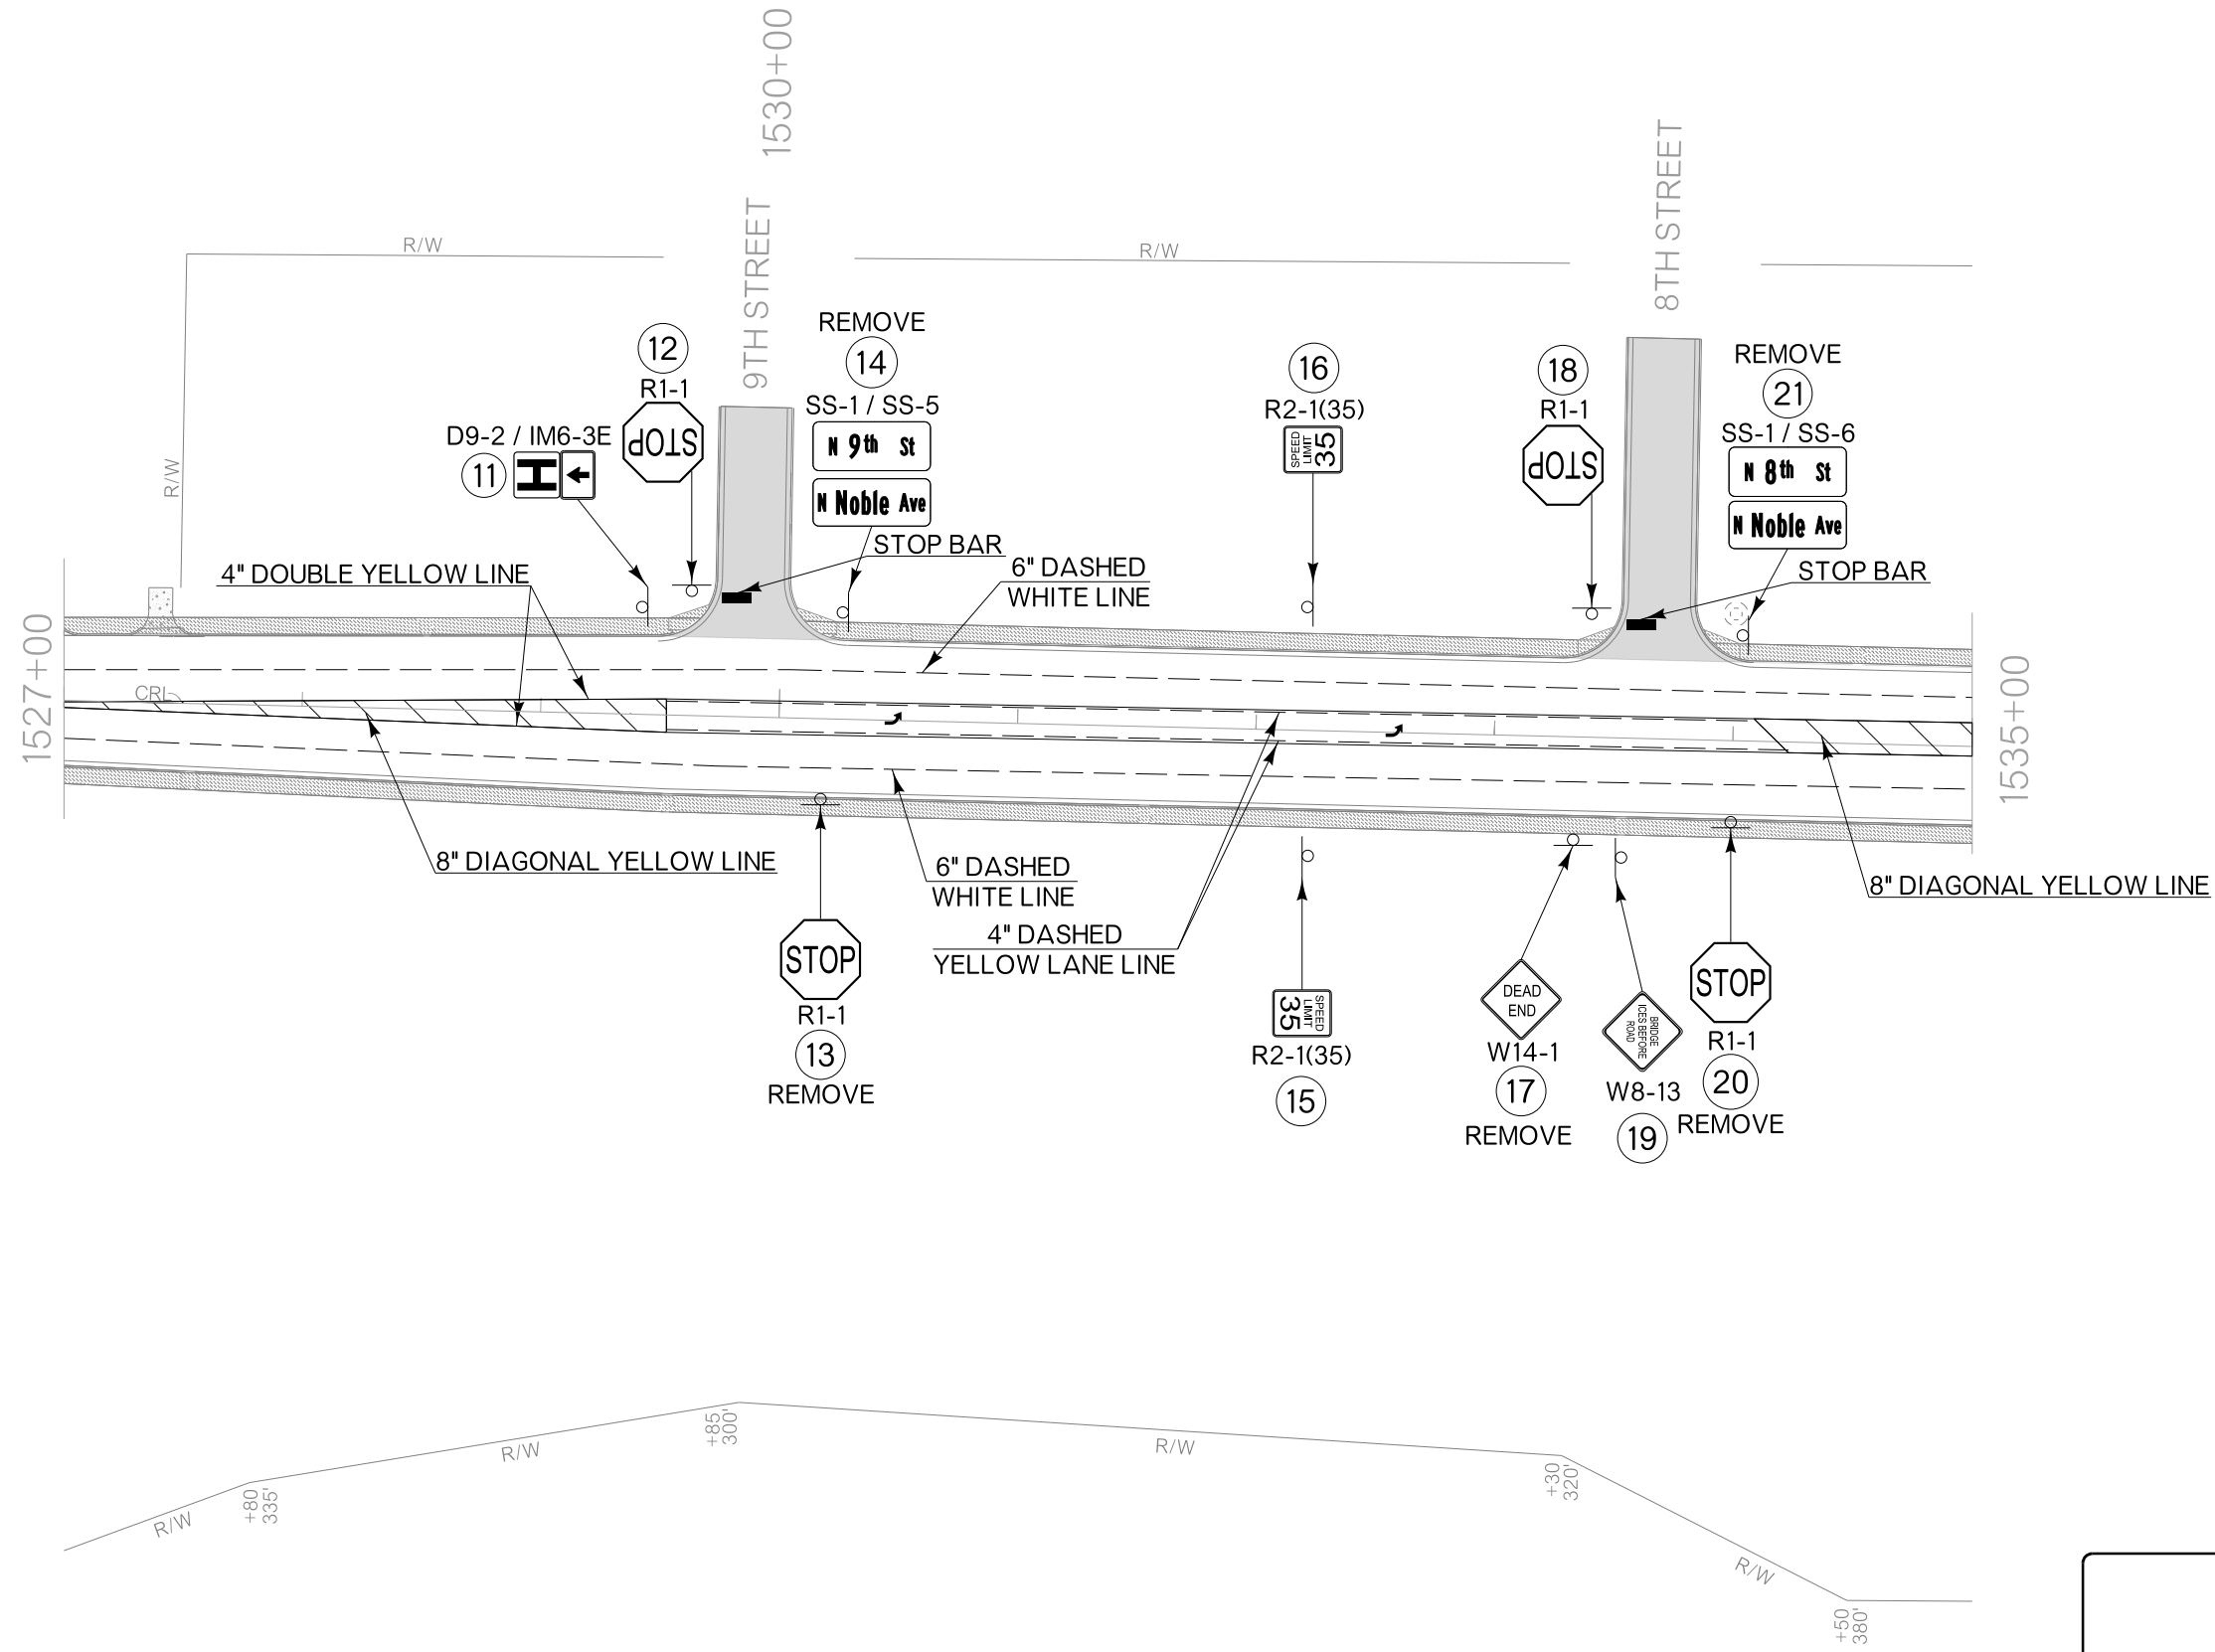 1530+00
9TH STREET
8TH STREET
R/W
R/W
R/W
12
R1-1
STOP
REMOVE
14
SS-1 / SS-5
N 9th St
N Noble Ave
16
R2-1(35)
SPEED
LIMIT
35
18
R1-1
STOP
REMOVE
21
SS-1 / SS-6
N 8th St
N Noble Ave
D9-2 / IM6-3E
11
H
STOP BAR
STOP BAR
4" DOUBLE YELLOW LINE
6" DASHED
WHITE LINE
1527+00
CRL
1535+00
8" DIAGONAL YELLOW LINE
6" DASHED
WHITE LINE
8" DIAGONAL YELLOW LINE
4" DASHED
YELLOW LANE LINE
STOP
R1-1
13
REMOVE
SPEED
LIMIT
35
R2-1(35)
15
DEAD
END
W14-1
17
REMOVE
BRIDGE
ICES BEFORE
ROAD
W8-13
19
STOP
R1-1
20
REMOVE
R/W
+80
335'
R/W
+85
300'
R/W
+30
320'
R/W
+50
380'